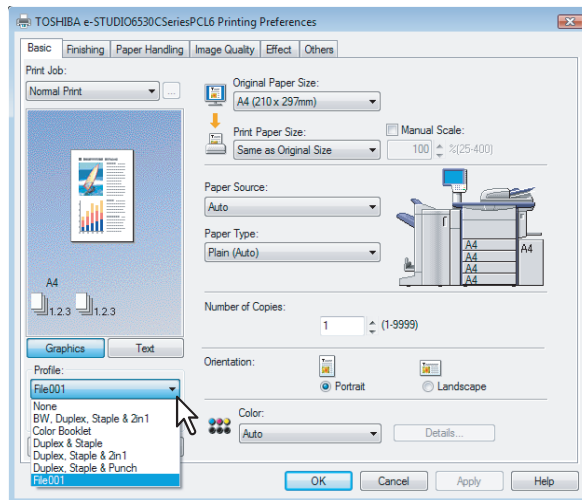 TOSHIBA e-STUDIO6530CSeriesPCL6 Printing Preferences
Basic Finishing Paper Handling Image Quality Effect Others
Print Job:
Normal Print
...
A4
1.2.3 1.2.3
Graphics Text
Profile:
File001
None
BW, Duplex, Staple & 2in1
Color Booklet
Duplex & Staple
Duplex, Staple & 2in1
Duplex, Staple & Punch
File001
Original Paper Size:
A4 (210 x 297mm)
Print Paper Size:
Same as Original Size
Manual Scale:
100 %(25-400)
Paper Source:
Auto
Paper Type:
Plain (Auto)
A4
A4
A4
A4
A4
Number of Copies:
1 (1-9999)
Orientation:
Portrait Landscape
Color:
Auto
Details...
OK Cancel Apply Help